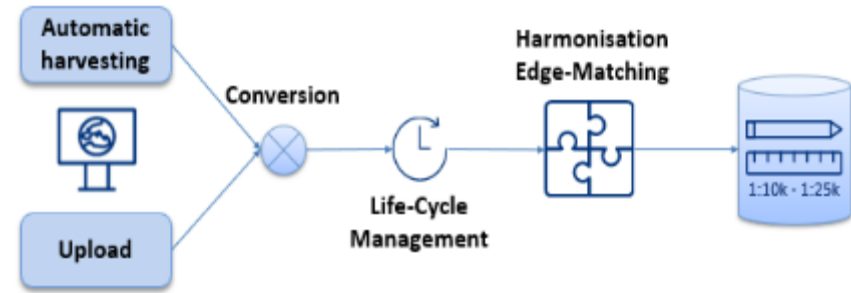 Automatic
harvesting
Conversion
Upload
Life-Cycle
Management
Harmonisation
Edge-Matching
1:10k - 1:25k